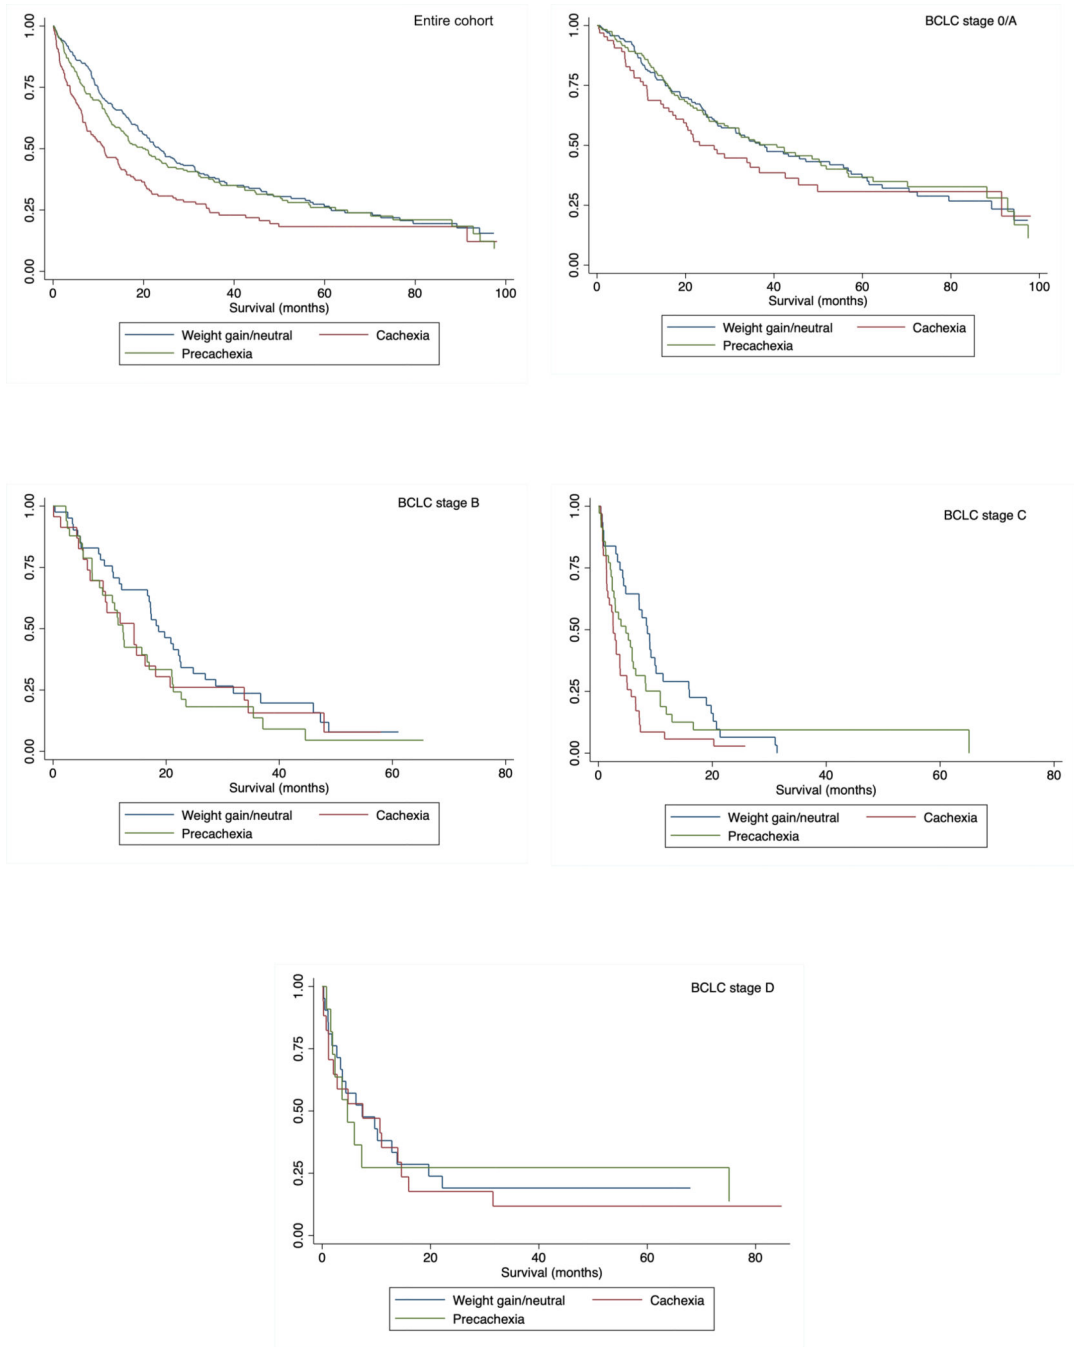 Entire cohort
1.00
0.75
0.50
0.25
0.00
0 20 40 60 80 100
Survival (months)
Weight gain/neutral Cachexia
Precachexia
BCLC stage 0/A
1.00
0.75
0.50
0.25
0.00
0 20 40 60 80 100
Survival (months)
Weight gain/neutral Cachexia
Precachexia
BCLC stage B
1.00
0.75
0.50
0.25
0.00
0 20 40 60 80
Survival (months)
Weight gain/neutral Cachexia
Precachexia
BCLC stage C
1.00
0.75
0.50
0.25
0.00
0 20 40 60 80
Survival (months)
Weight gain/neutral Cachexia
Precachexia
BCLC stage D
1.00
0.75
0.50
0.25
0.00
0 20 40 60 80
Survival (months)
Weight gain/neutral Cachexia
Precachexia